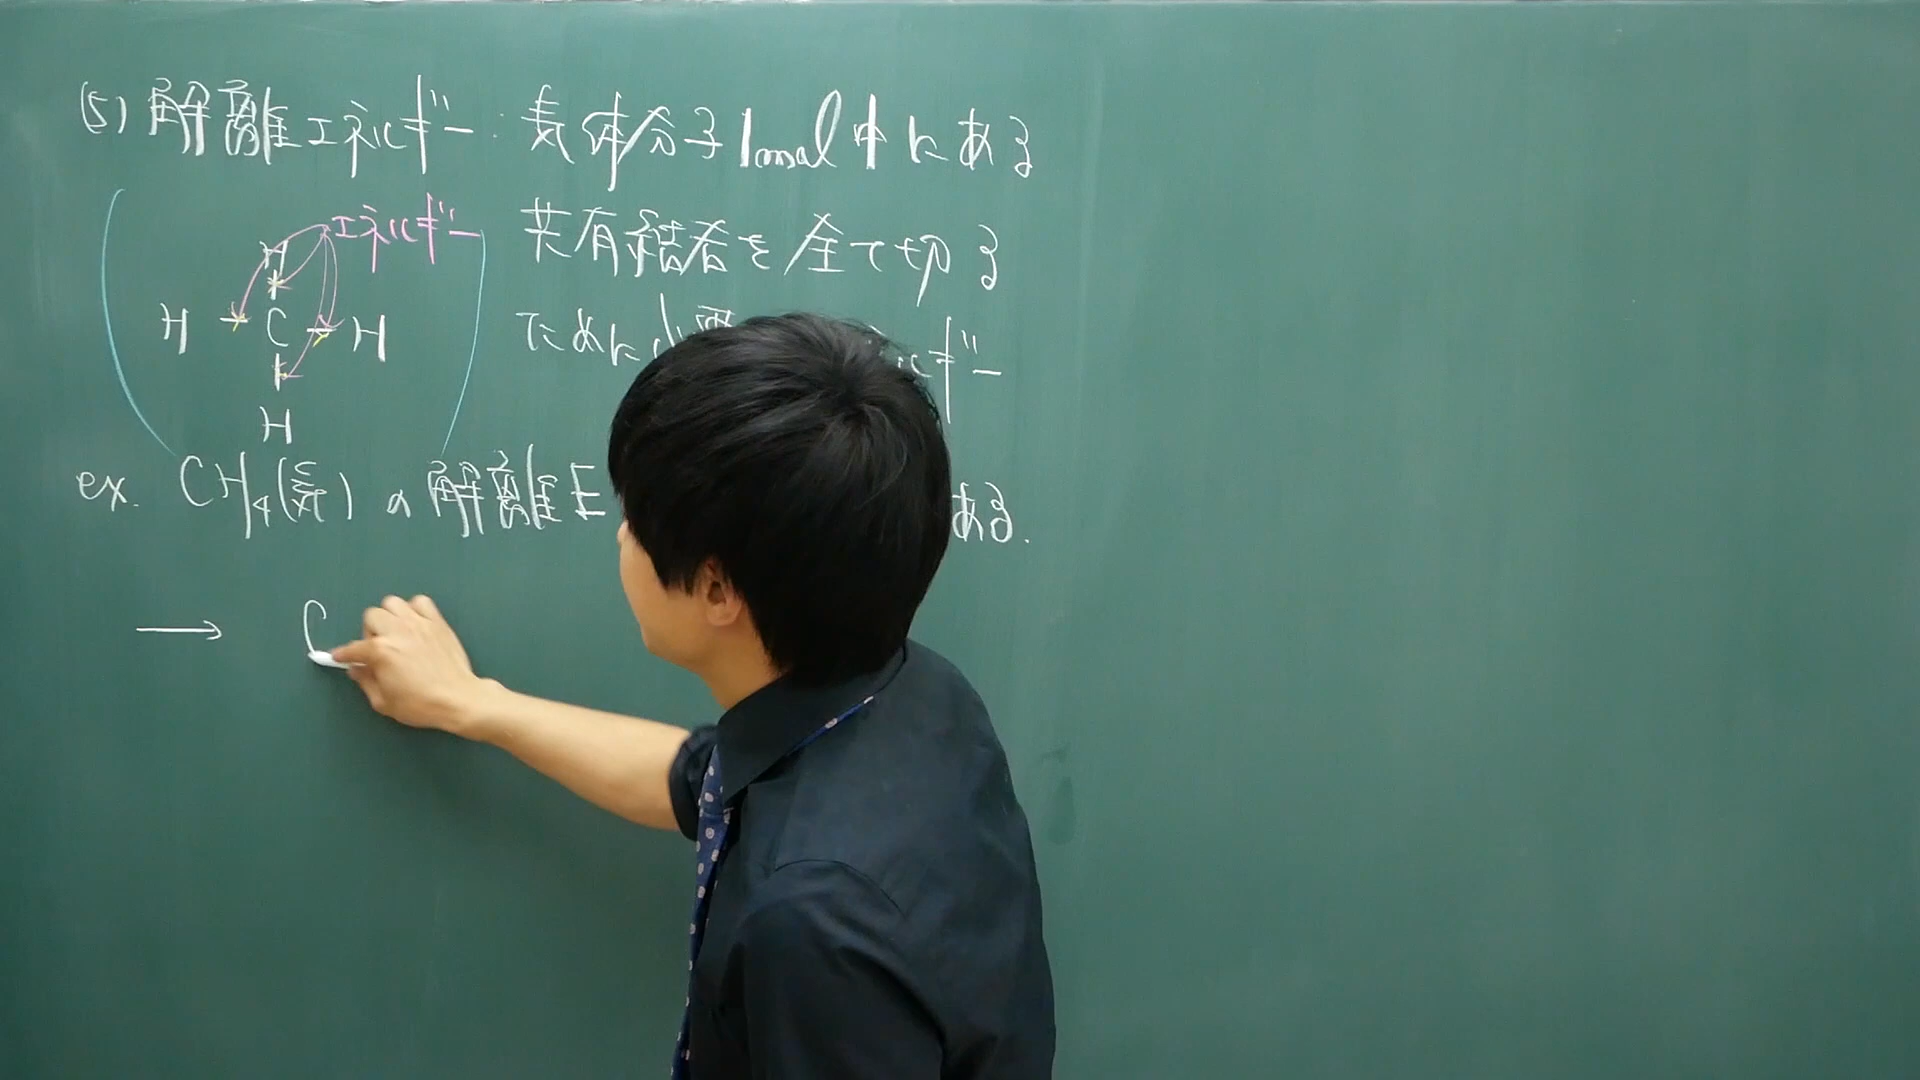 (5) 解離エネルギー：気体分子1mol中にある
エネルギー
共有結合を全て切る
ために必要 ルギー
H
H C H
H
ex. CH4(気)の解離E ある.
→ C